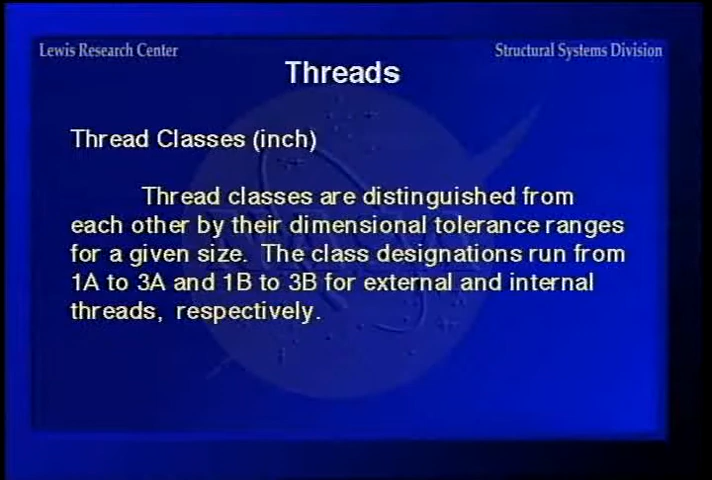 Lewis Research Center
Structural Systems Division
Threads
Thread Classes (inch)
Thread classes are distinguished from
each other by their dimensional tolerance ranges
for a given size. The class designations run from
1A to 3A and 1B to 3B for external and internal
threads, respectively.